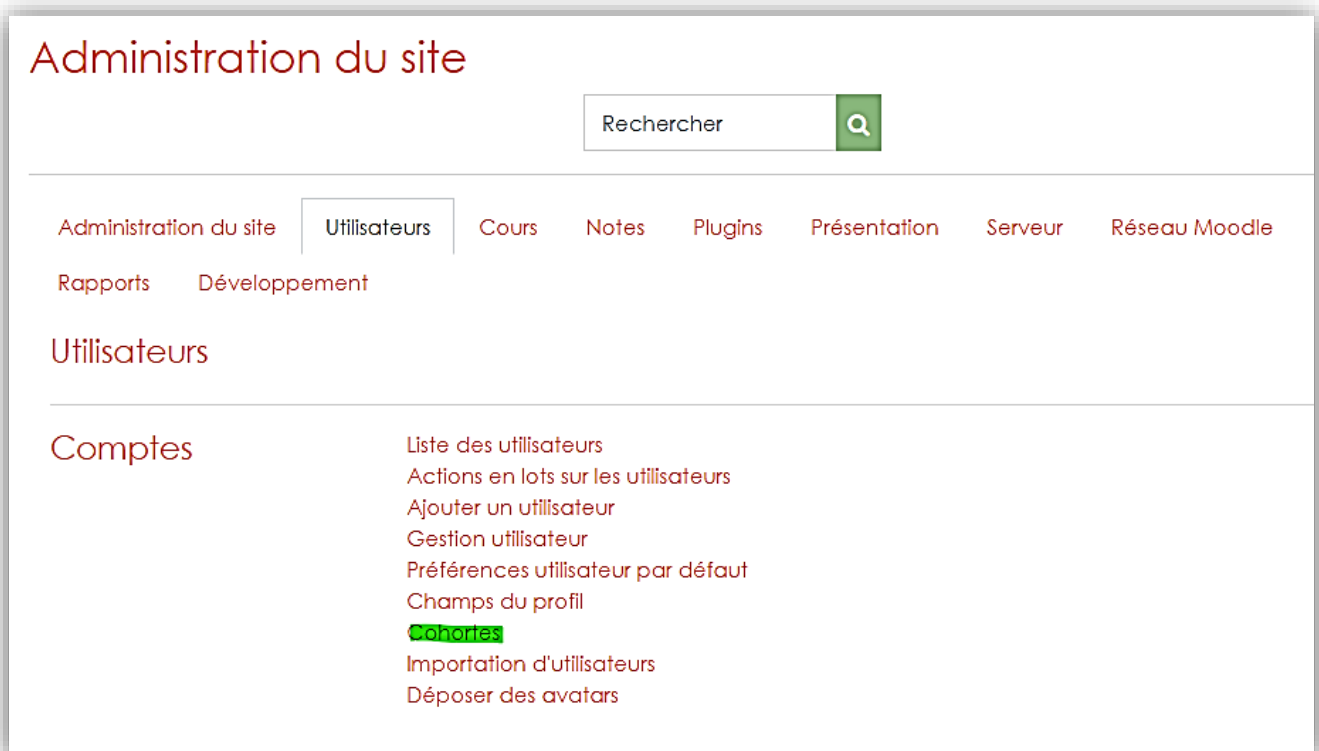 Administration du site
Rechercher
Administration du site Utilisateurs Cours Notes Plugins Présentation Serveur Réseau Moodle
Rapports Développement
Utilisateurs
Comptes
Liste des utilisateurs
Actions en lots sur les utilisateurs
Ajouter un utilisateur
Gestion utilisateur
Préférences utilisateur par défaut
Champs du profil
Cohortes
Importation d'utilisateurs
Déposer des avatars